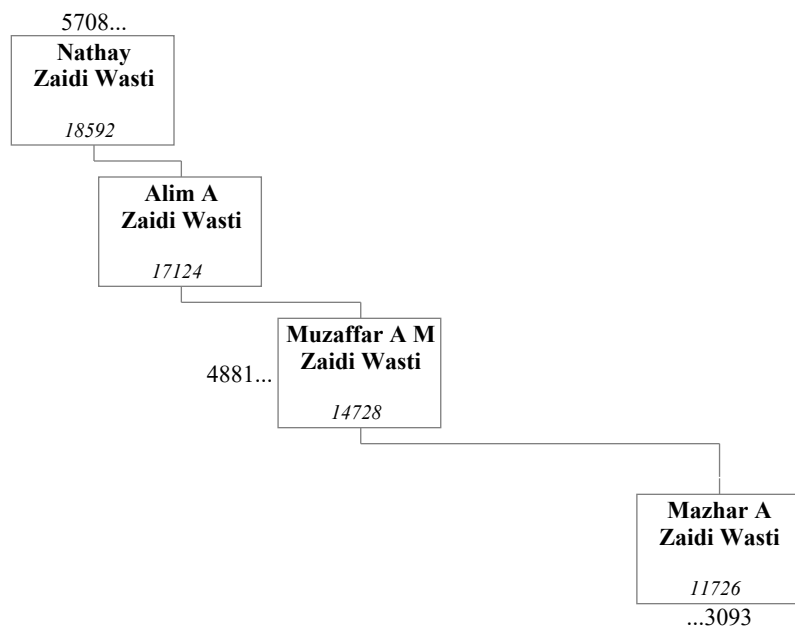 5708...
Nathay
Zaidi Wasti
18592
Alim A
Zaidi Wasti
17124
Muzaffar A M
Zaidi Wasti
4881...
14728
Mazhar A
Zaidi Wasti
11726
...3093